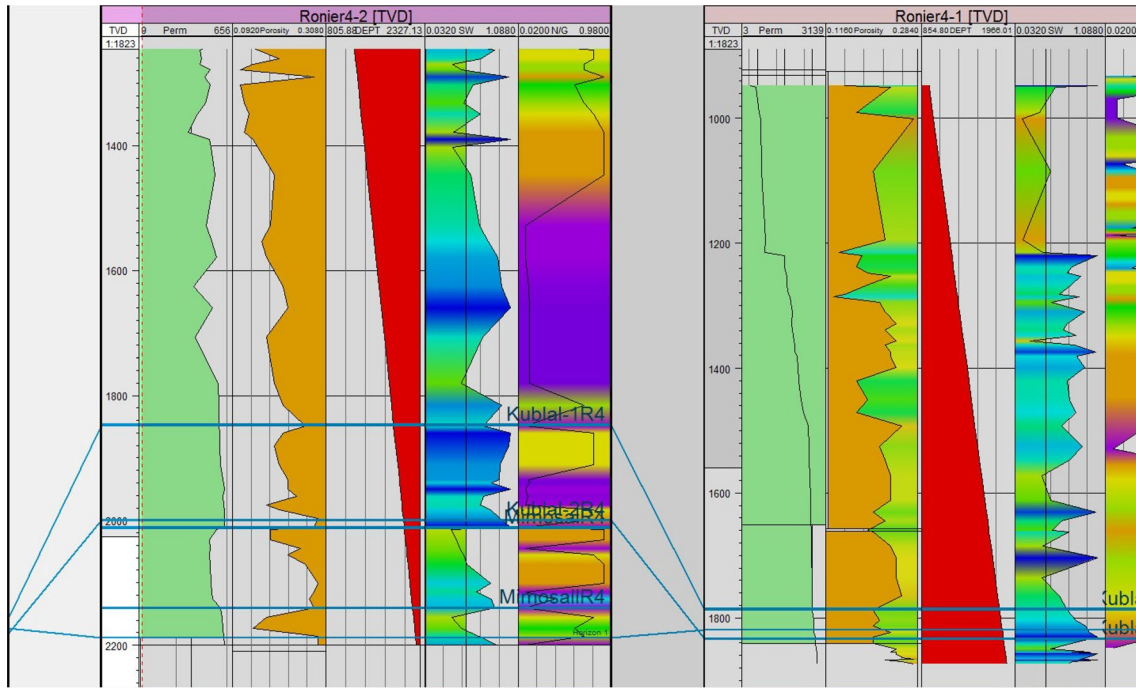 Ronier4-2 [TVD]
TVD 9 Perm 656 0.0920 Porosity 0.3080 805.88 DEPT 2327.13 0.0320 SW 1.0880 0.0200 N/G 0.9800
1:1823
1400
1600
1800
2000
2200
Kublal-1R4
Kublal-2R4
MimosaIIR4
Horizon 1
Ronier4-1 [TVD]
TVD 3 Perm 3139 0.1160 Porosity 0.2840 854.80 DEPT 1966.01 0.0320 SW 1.0880 0.0200
1:1823
1000
1200
1400
1600
1800